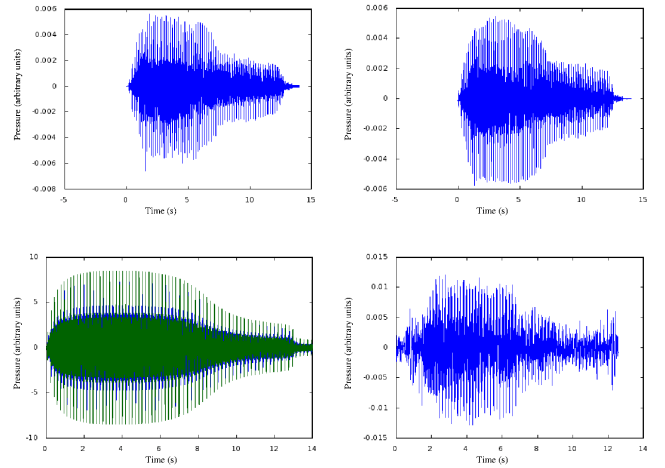 0.006
0.004
0.002
0
-0.002
-0.004
-0.006
-0.008
Pressure (arbitrary units)
-5 0 5 10 15
Time (s)
0.006
0.004
0.002
0
-0.002
-0.004
-0.006
Pressure (arbitrary units)
-5 0 5 10 15
Time (s)
10
5
0
-5
-10
Pressure (arbitrary units)
0 2 4 6 8 10 12 14
Time (s)
0.015
0.01
0.005
0
-0.005
-0.01
-0.015
Pressure (arbitrary units)
0 2 4 6 8 10 12 14
Time (s)